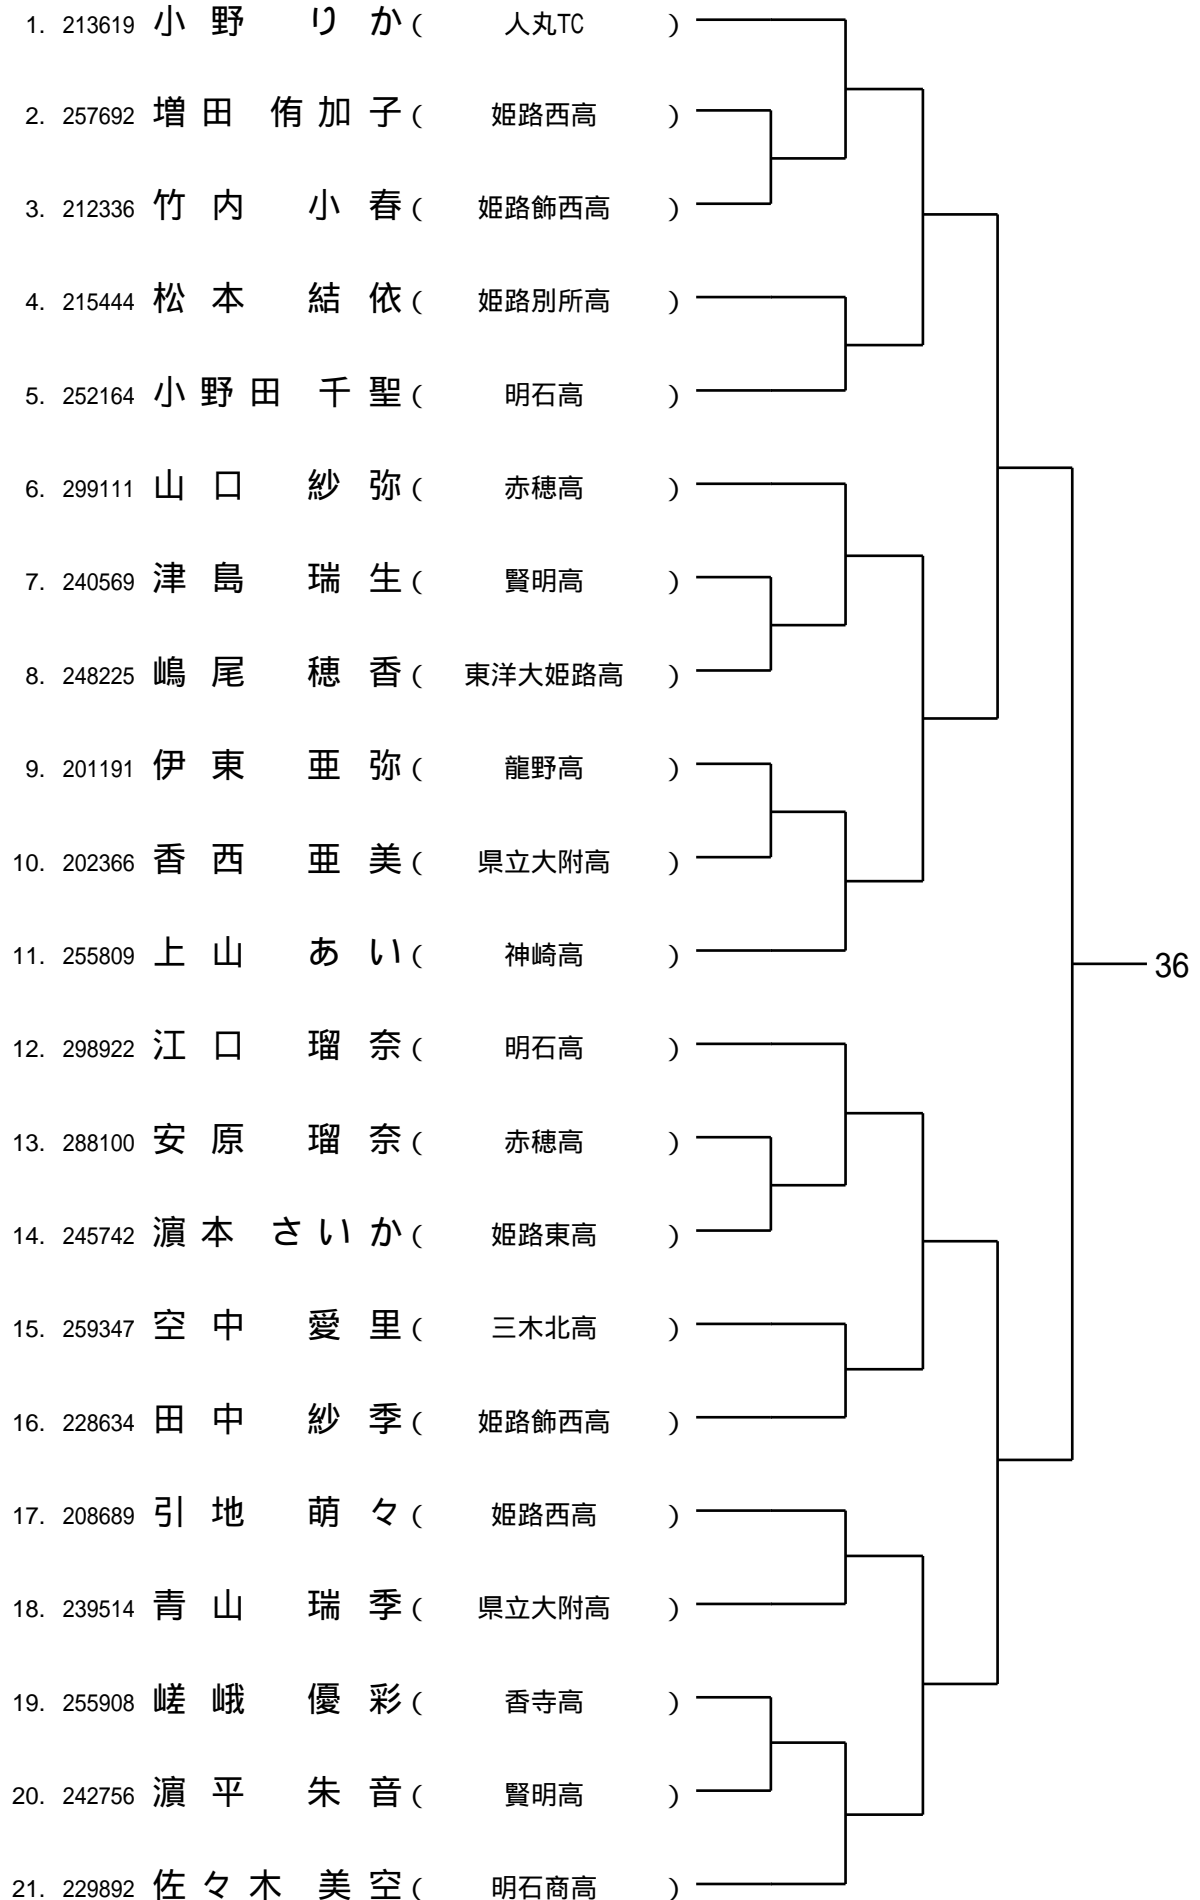 1. 213619 小野 りか ( 人丸TC )
2. 257692 増田 侑加子 ( 姫路西高 )
3. 212336 竹内 小春 ( 姫路飾西高 )
4. 215444 松本 結依 ( 姫路別所高 )
5. 252164 小野田 千聖 ( 明石高 )
6. 299111 山口 紗弥 ( 赤穂高 )
7. 240569 津島 瑞生 ( 賢明高 )
8. 248225 嶋尾 穂香 ( 東洋大姫路高 )
9. 201191 伊東 亜弥 ( 龍野高 )
10. 202366 香西 亜美 ( 県立大附高 )
11. 255809 上山 あい ( 神崎高 )
36
12. 298922 江口 瑠奈 ( 明石高 )
13. 288100 安原 瑠奈 ( 赤穂高 )
14. 245742 濵本 さいか ( 姫路東高 )
15. 259347 空中 愛里 ( 三木北高 )
16. 228634 田中 紗季 ( 姫路飾西高 )
17. 208689 引地 萌々 ( 姫路西高 )
18. 239514 青山 瑞季 ( 県立大附高 )
19. 255908 嵯峨 優彩 ( 香寺高 )
20. 242756 濵平 朱音 ( 賢明高 )
21. 229892 佐々木 美空 ( 明石商高 )